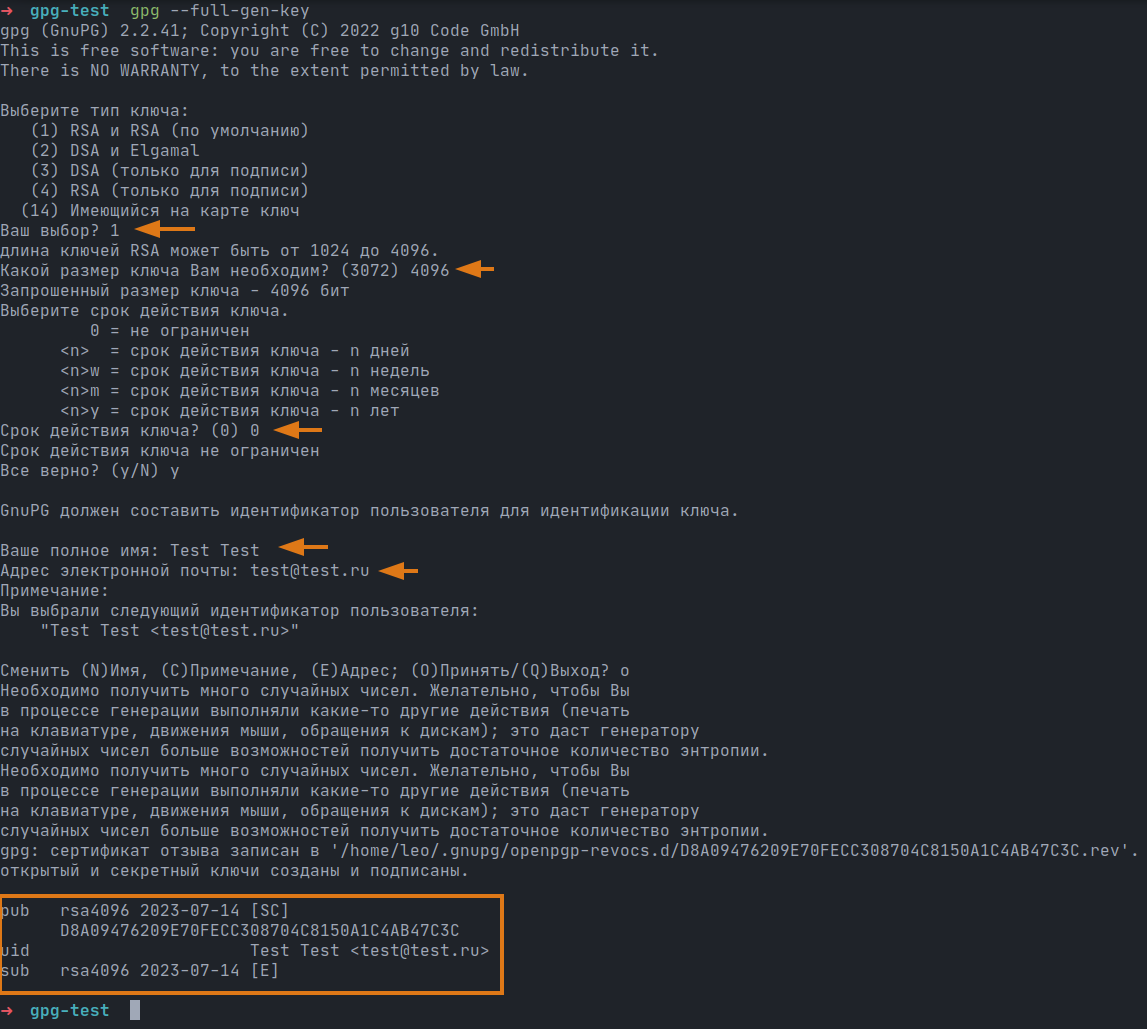 → gpg-test gpg --full-gen-key
gpg (GnuPG) 2.2.41; Copyright (C) 2022 g10 Code GmbH
This is free software: you are free to change and redistribute it.
There is NO WARRANTY, to the extent permitted by law.
Выберите тип ключа:
(1) RSA и RSA (по умолчанию)
(2) DSA и Elgamal
(3) DSA (только для подписи)
(4) RSA (только для подписи)
(14) Имеющийся на карте ключ
Ваш выбор? 1
длина ключей RSA может быть от 1024 до 4096.
Какой размер ключа Вам необходим? (3072) 4096
Запрошенный размер ключа - 4096 бит
Выберите срок действия ключа.
0 = не ограничен
<n>  = срок действия ключа - n дней
<n>w = срок действия ключа - n недель
<n>m = срок действия ключа - n месяцев
<n>y = срок действия ключа - n лет
Срок действия ключа? (0) 0
Срок действия ключа не ограничен
Все верно? (y/N) y
GnuPG должен составить идентификатор пользователя для идентификации ключа.
Ваше полное имя: Test Test
Адрес электронной почты: test@test.ru
Примечание:
Вы выбрали следующий идентификатор пользователя:
"Test Test <test@test.ru>"
Сменить (N)Имя, (C)Примечание, (E)Адрес; (O)Принять/(Q)Выход? o
Необходимо получить много случайных чисел. Желательно, чтобы Вы
в процессе генерации выполняли какие-то другие действия (печать
на клавиатуре, движения мыши, обращения к дискам); это даст генератору
случайных чисел больше возможностей получить достаточное количество энтропии.
Необходимо получить много случайных чисел. Желательно, чтобы Вы
в процессе генерации выполняли какие-то другие действия (печать
на клавиатуре, движения мыши, обращения к дискам); это даст генератору
случайных чисел больше возможностей получить достаточное количество энтропии.
gpg: сертификат отзыва записан в '/home/leo/.gnupg/openpgp-revocs.d/D8A09476209E70FECC308704C8150A1C4AB47C3C.rev'.
открытый и секретный ключи созданы и подписаны.
pub   rsa4096 2023-07-14 [SC]
D8A09476209E70FECC308704C8150A1C4AB47C3C
uid                      Test Test <test@test.ru>
sub   rsa4096 2023-07-14 [E]
→ gpg-test